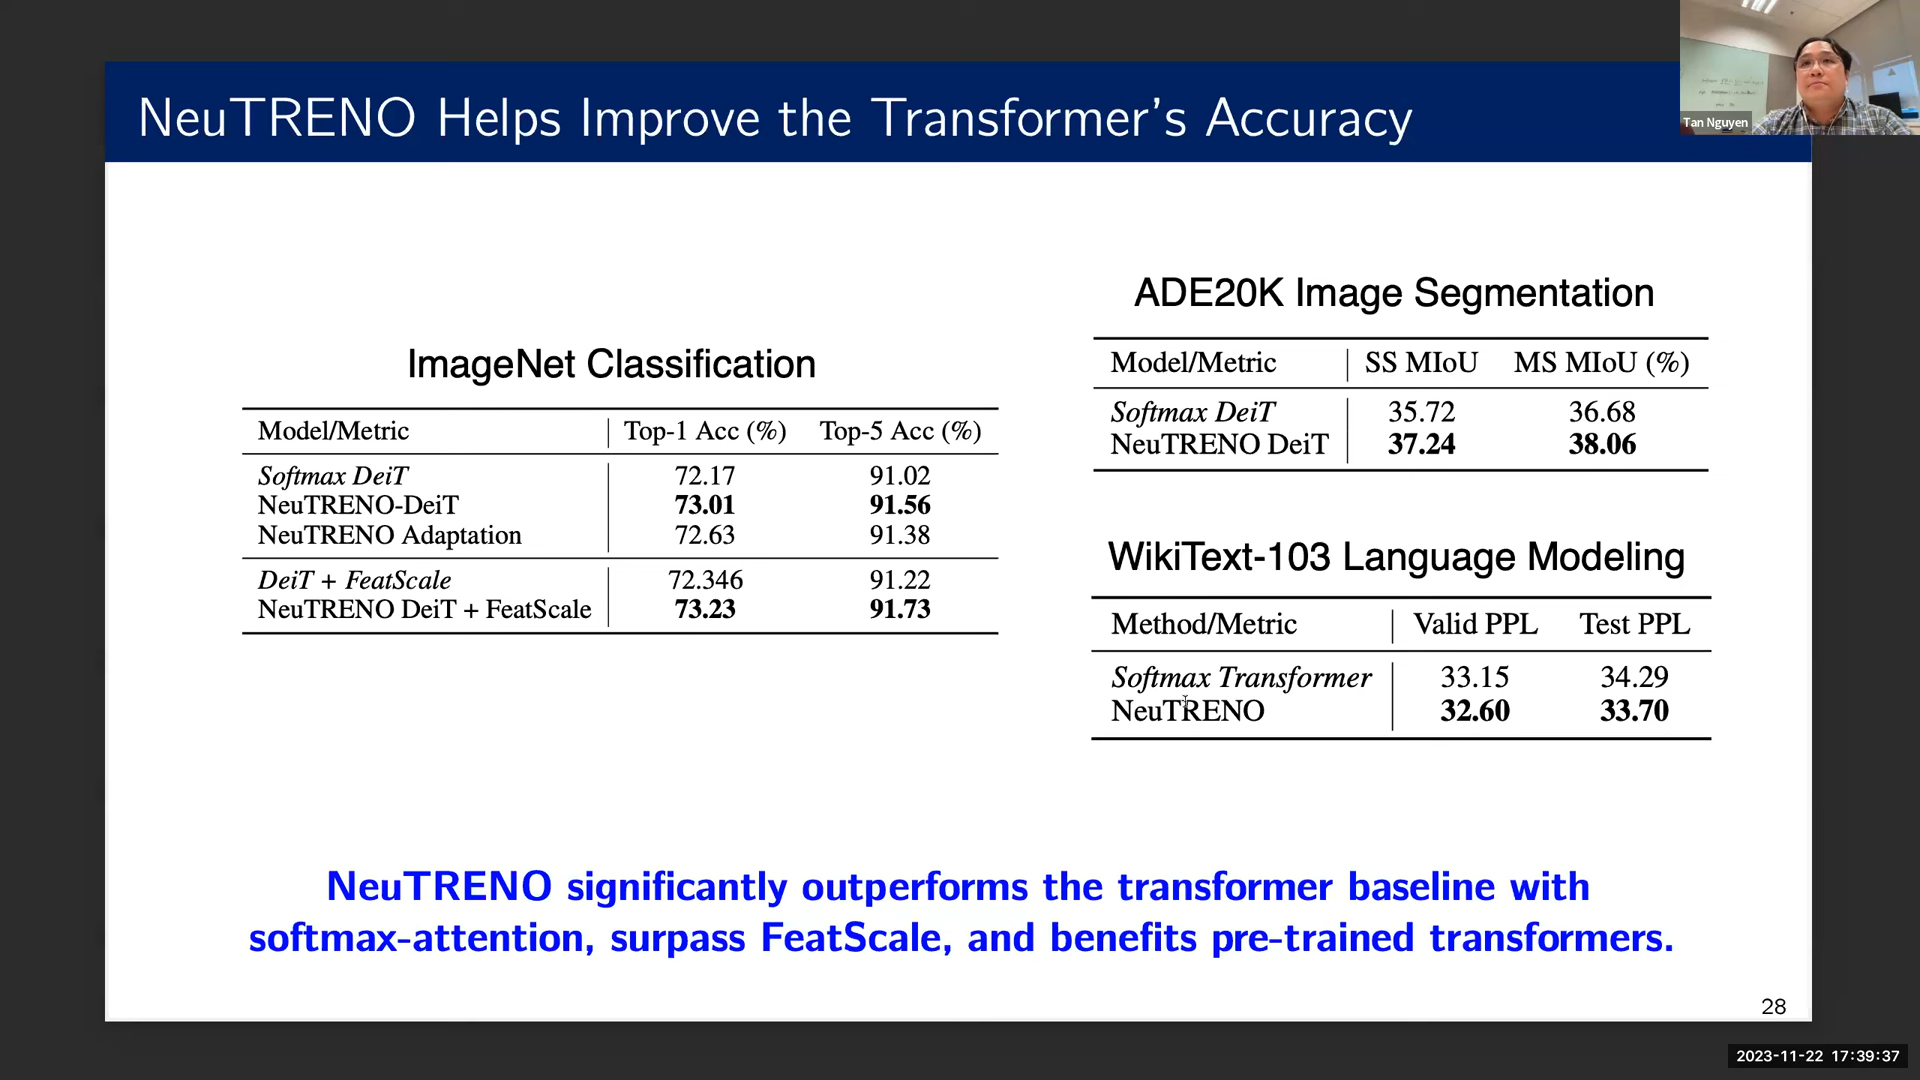 NeuTRENO Helps Improve the Transformer's Accuracy
Tan Nguyen
ImageNet Classification
Model/Metric Top-1 Acc (%) Top-5 Acc (%)
Softmax DeiT 72.17 91.02
NeuTRENO-DeiT 73.01 91.56
NeuTRENO Adaptation 72.63 91.38
DeiT + FeatScale 72.346 91.22
NeuTRENO DeiT + FeatScale 73.23 91.73
ADE20K Image Segmentation
Model/Metric SS MIoU MS MIoU (%)
Softmax DeiT 35.72 36.68
NeuTRENO DeiT 37.24 38.06
WikiText-103 Language Modeling
Method/Metric Valid PPL Test PPL
Softmax Transformer 33.15 34.29
NeuTRENO 32.60 33.70
NeuTRENO significantly outperforms the transformer baseline with
softmax-attention, surpass FeatScale, and benefits pre-trained transformers.
28
2023-11-22 17:39:37